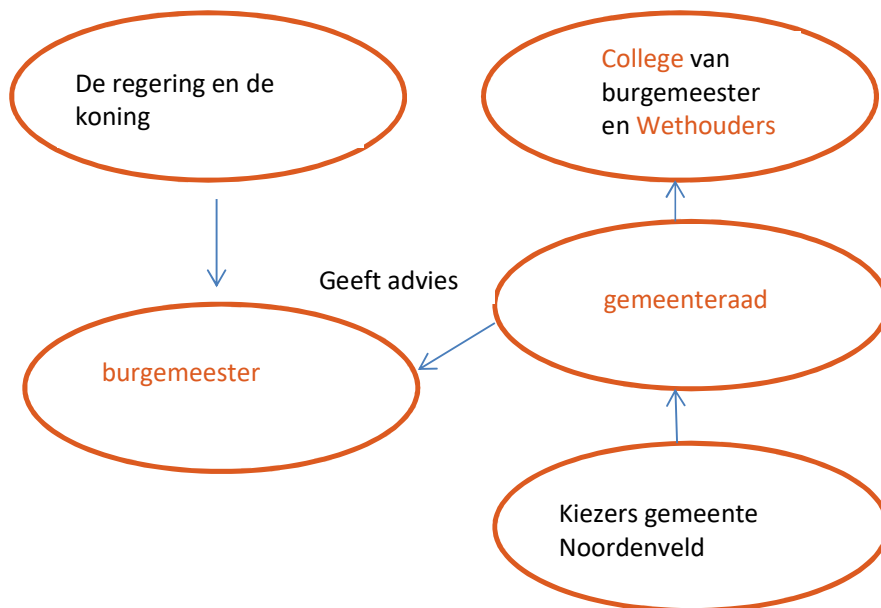 De regering en de
koning
College van
burgemeester
en Wethouders
Geeft advies
gemeenteraad
burgemeester
Kiezers gemeente
Noordenveld